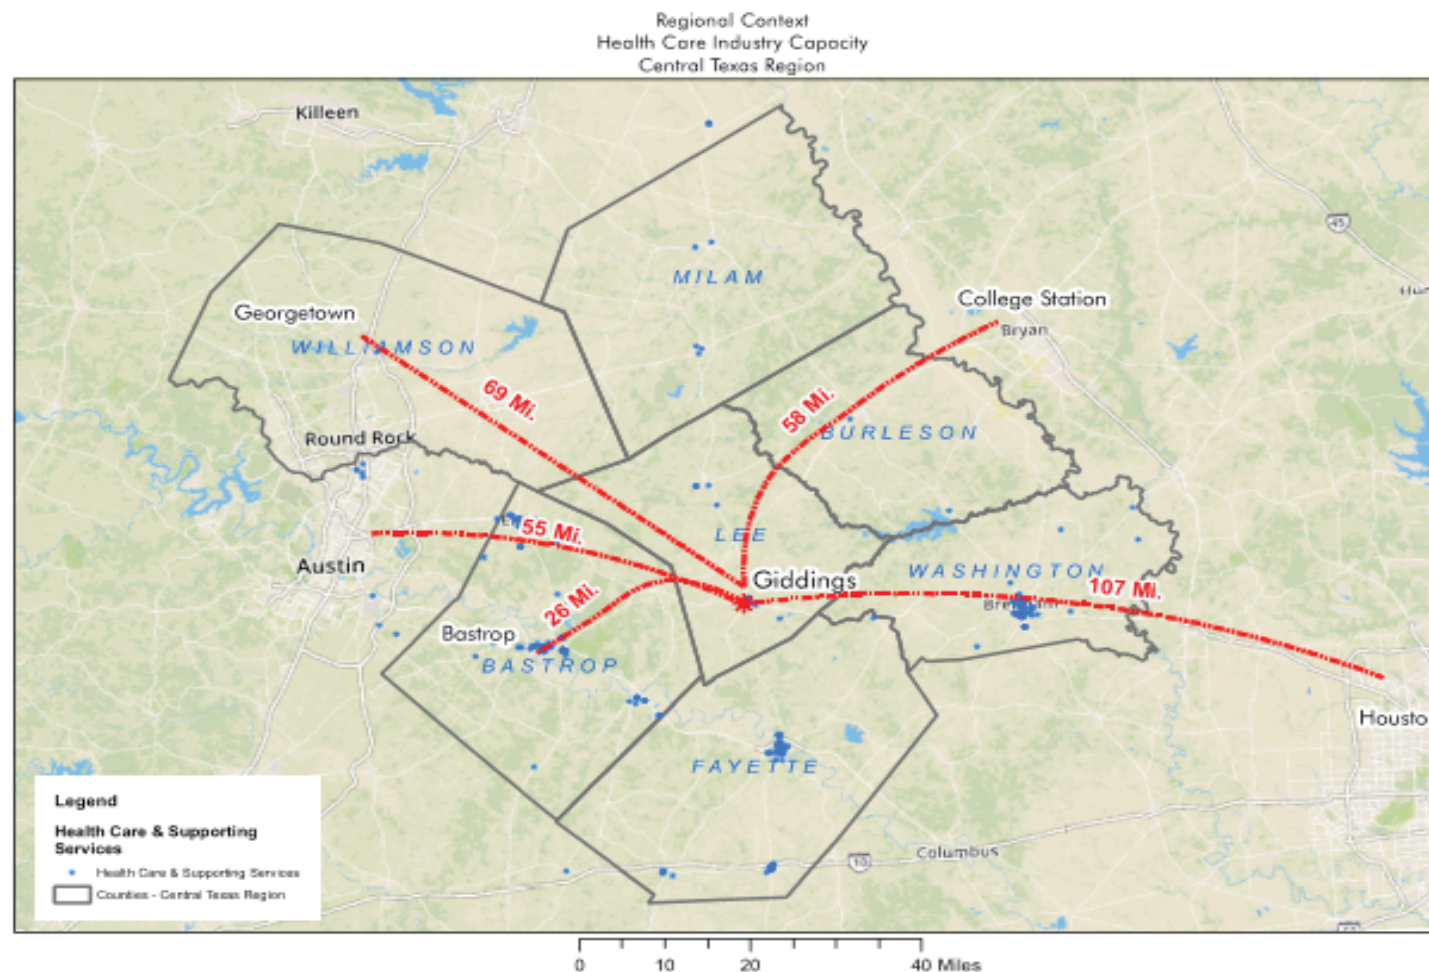 Regional Context
Health Care Industry Capacity
Central Texas Region
Killeen
45
MILAM
College Station
Georgetown
Bryan
WILLIAMSON
69 Mi.
58 Mi.
BURLESON
Round Rock
55 Mi.
LEE
Austin
Giddings
WASHINGTON
107 Mi.
26 Mi.
Bastrop
BASTROP
Housto
FAYETTE
Legend
Health Care & Supporting
Services
Health Care & Supporting Services
Counties - Central Texas Region
10
Columbus
0 10 20 40 Miles